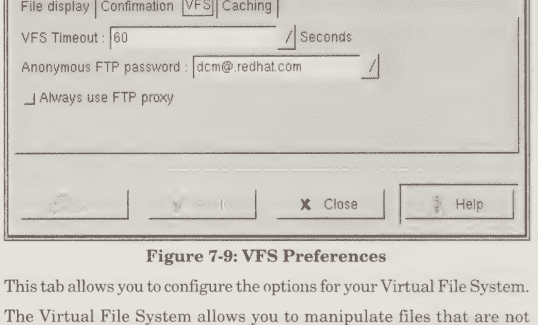 File display Confirmation VFS Caching
VFS Timeout : 60 Seconds
Anonymous FTP password : dcm@.redhat.com
Always use FTP proxy
X Close Help
Figure 7-9: VFS Preferences
This tab allows you to configure the options for your Virtual File System.
The Virtual File System allows you to manipulate files that are not